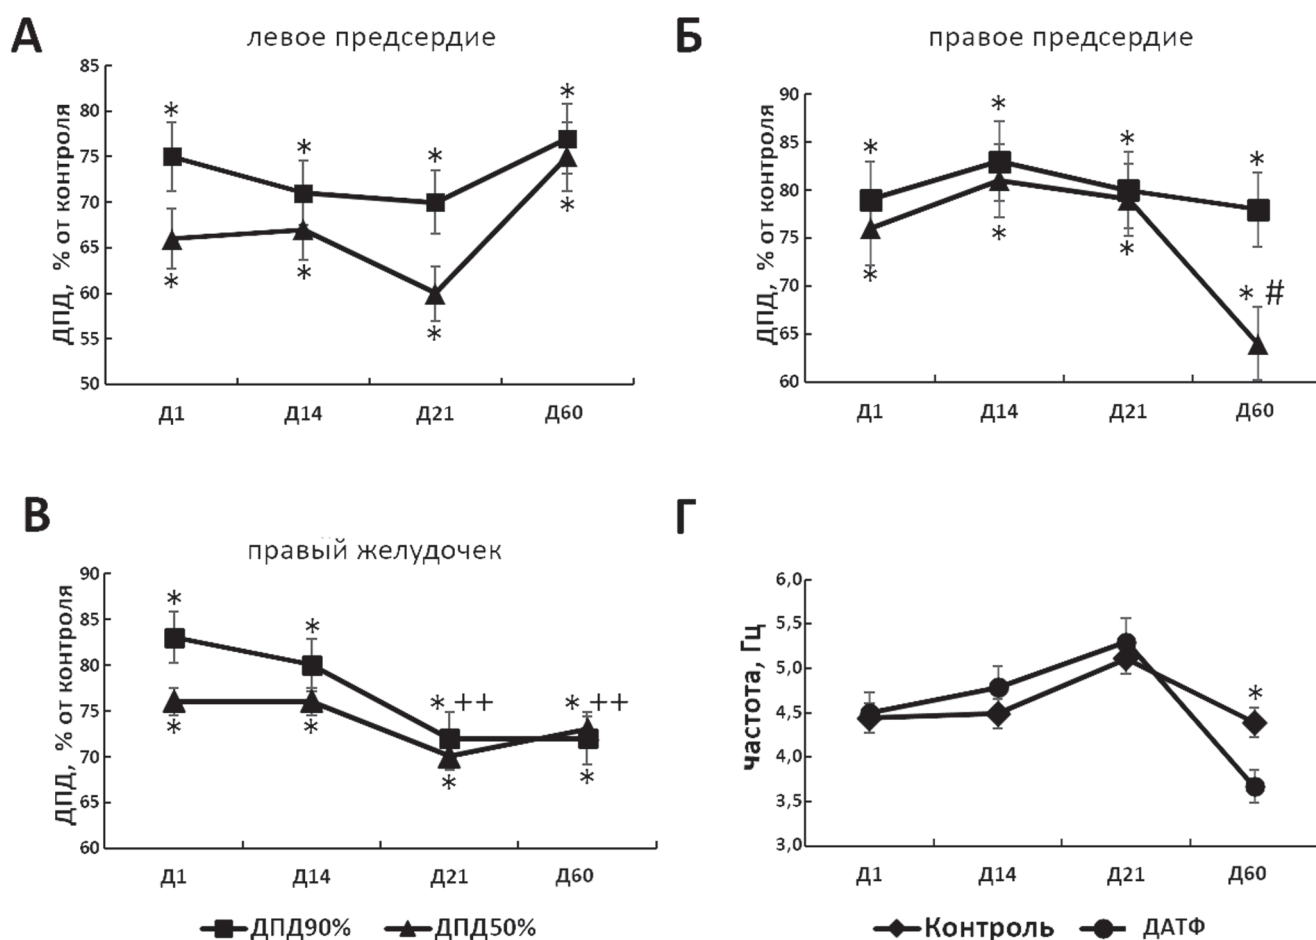 А
левое предсердие
ДПД, % от контроля
85
80
75
70
65
60
55
50
* * * *
* * * *
Д1 Д14 Д21 Д60
Б
правое предсердие
ДПД, % от контроля
90
85
80
75
70
65
60
* * * *
* * * * #
Д1 Д14 Д21 Д60
В
правый желудочек
ДПД, % от контроля
90
85
80
75
70
65
60
* * *++ *++
* * * *
Д1 Д14 Д21 Д60
ДПД90% ДПД50%
Г
частота, Гц
6,0
5,5
5,0
4,5
4,0
3,5
3,0
*
Д1 Д14 Д21 Д60
Контроль ДАТФ